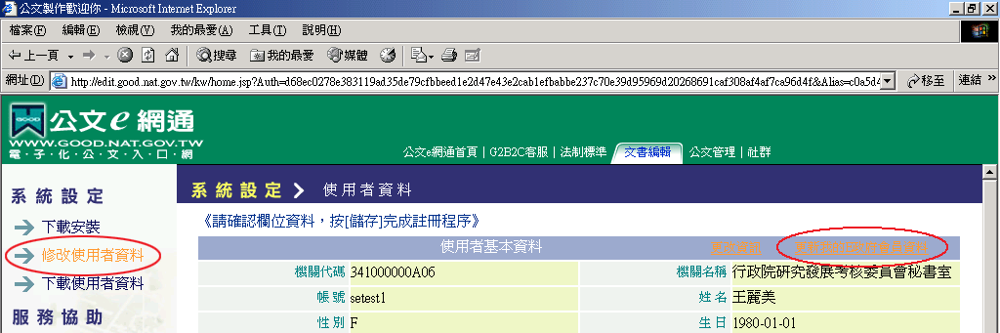 公文製作歡迎你 - Microsoft Internet Explorer
檔案(F) 編輯(E) 檢視(V) 我的最愛(A) 工具(T) 說明(H)
上一頁 搜尋 我的最愛 媒體
網址(D) http://edit.good.nat.gov.tw/kw/home.jsp?Auth=d68ec0278e383119ad35de79cfbbeed1e2d47e43e2cab1efbabbe237c70e39d95969d20268691caf308af4af7ca96d4f&Alias=c0a5d4 移至 連結 »
公文e網通
WWW.GOOD.NAT.GOV.TW
電‧子‧化‧公‧文‧入‧口‧網
公文e網通首頁 | G2B2C客服 | 法制標準 文書編輯 公文管理 | 社群
系統設定
下載安裝
修改使用者資料
下載使用者資料
服務協助
系統設定 使用者資料
《請確認欄位資料，按[儲存]完成註冊程序》
使用者基本資料
機關代碼 341000000A06 機關名稱 行政院研究發展考核委員會秘書室
帳號 setest1 姓名 王麗美
性別 F 生日 1980-01-01